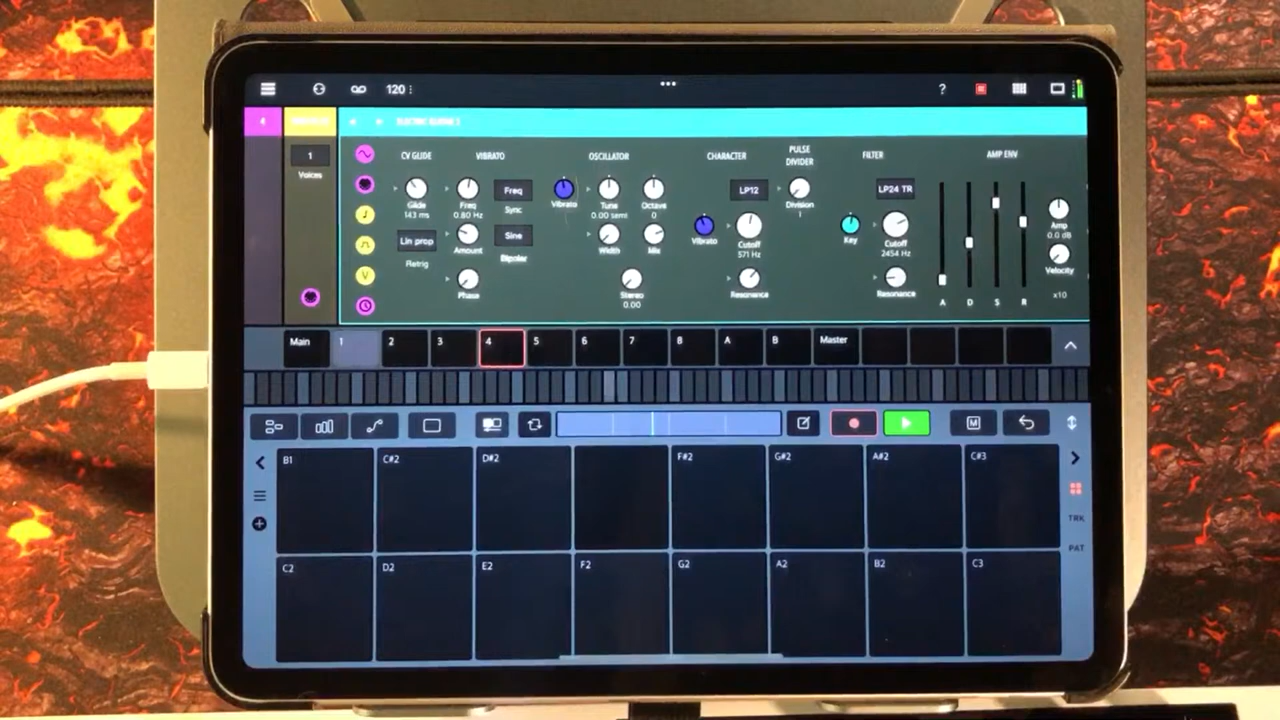 120
?
CV GLIDE
VIBRATO
OSCILLATOR
CHARACTER
PULSE
DIVIDER
FILTER
AMP ENV
1
Voices
Glide
143 ms
Lin prop
Retrig
Freq
0.80 Hz
Freq
Sync
Amount
Sine
Bipolar
Phase
Vibrato
Tune
0.00 semi
Octave
0
Width
Mix
Stereo
0.00
LP12
Vibrato
Cutoff
571 Hz
Resonance
Division
1
LP24 TR
Key
Cutoff
2454 Hz
Resonance
A D S R
Amp
0.0 dB
Velocity
x10
Main 1 2 3 4 5 6 7 8 A B Master
M
B1 C#2 D#2 F#2 G#2 A#2 C#3
TRK
PAT
C2 D2 E2 F2 G2 A2 B2 C3